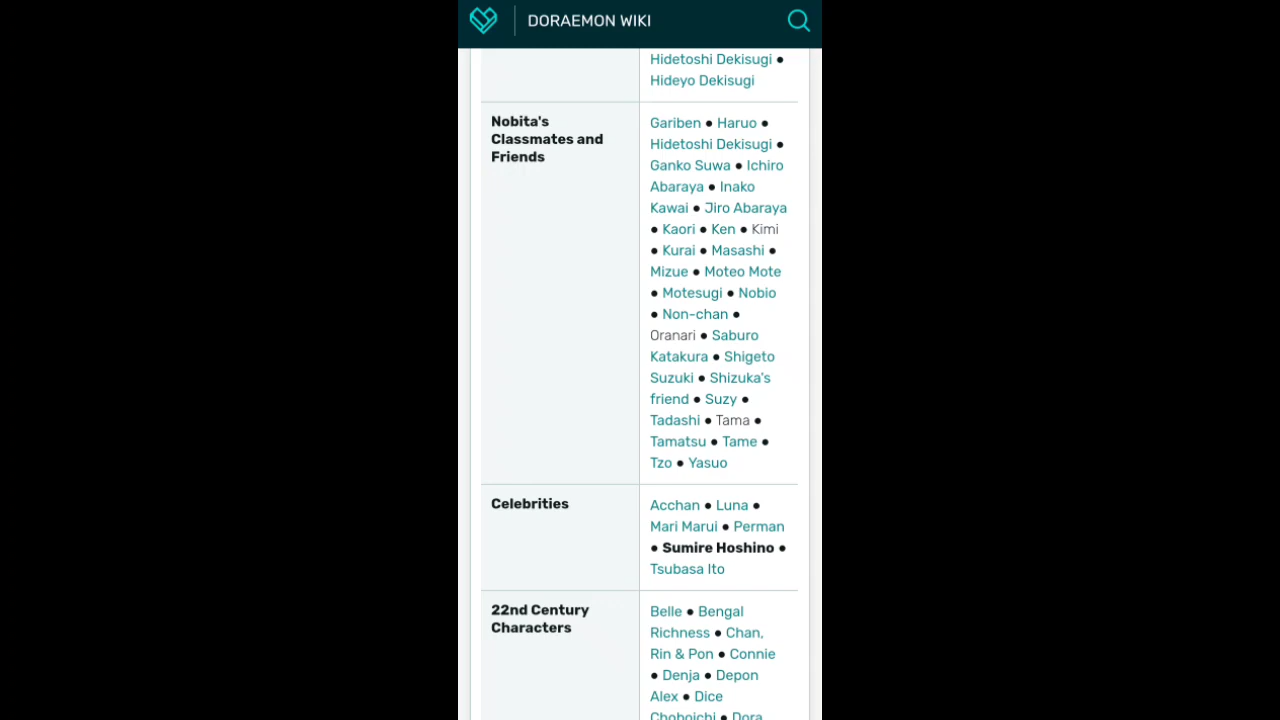 DORAEMON WIKI
Hidetoshi Dekisugi ●
Hideyo Dekisugi
Nobita's
Classmates and
Friends
Gariben ● Haruo ●
Hidetoshi Dekisugi ●
Ganko Suwa ● Ichiro
Abaraya ● Inako
Kawai ● Jiro Abaraya
● Kaori ● Ken ● Kimi
● Kurai ● Masashi ●
Mizue ● Moteo Mote
● Motesugi ● Nobio
● Non-chan ●
Oranari ● Saburo
Katakura ● Shigeto
Suzuki ● Shizuka's
friend ● Suzy ●
Tadashi ● Tama ●
Tamatsu ● Tame ●
Tzo ● Yasuo
Celebrities
Acchan ● Luna ●
Mari Marui ● Perman
● Sumire Hoshino ●
Tsubasa Ito
22nd Century
Characters
Belle ● Bengal
Richness ● Chan,
Rin & Pon ● Connie
● Denja ● Depon
Alex ● Dice
Choboichi ● Dora